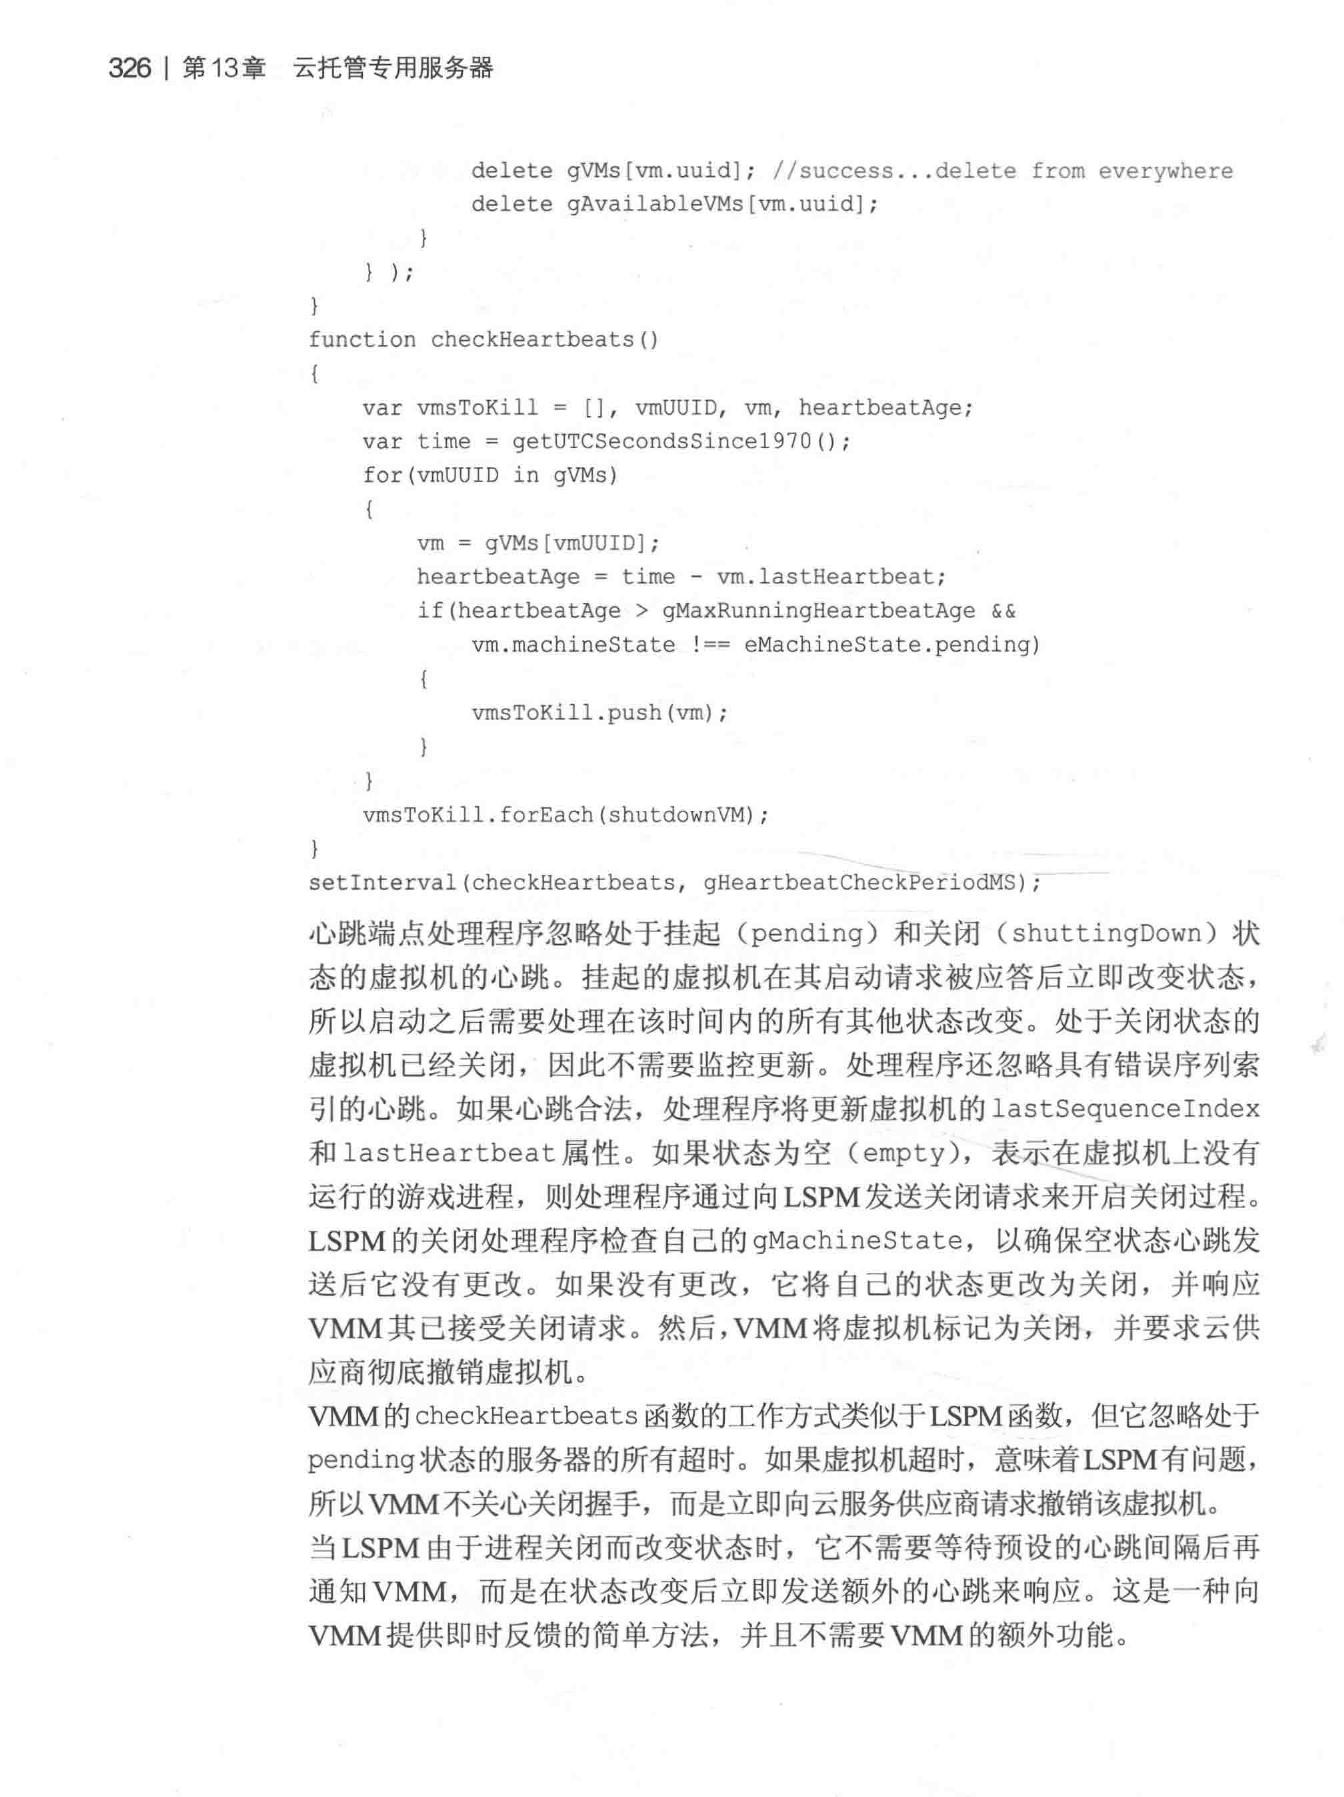 326 | 第13章 云托管专用服务器
            delete gVMs[vm.uuid]; //success...delete from everywhere
            delete gAvailableVMs[vm.uuid];
        }
    } );
}
function checkHeartbeats()
{
    var vmsToKill = [], vmUUID, vm, heartbeatAge;
    var time = getUTCSecondsSince1970();
    for(vmUUID in gVMs)
    {
        vm = gVMs[vmUUID];
        heartbeatAge = time - vm.lastHeartbeat;
        if(heartbeatAge > gMaxRunningHeartbeatAge &&
            vm.machineState !== eMachineState.pending)
        {
            vmsToKill.push(vm);
        }
    }
    vmsToKill.forEach(shutdownVM);
}
setInterval(checkHeartbeats, gHeartbeatCheckPeriodMS);
心跳端点处理程序忽略处于挂起（pending）和关闭（shuttingDown）状
态的虚拟机的心跳。挂起的虚拟机在其启动请求被应答后立即改变状态，
所以启动之后需要处理在该时间内的所有其他状态改变。处于关闭状态的
虚拟机已经关闭，因此不需要监控更新。处理程序还忽略具有错误序列索
引的心跳。如果心跳合法，处理程序将更新虚拟机的lastSequenceIndex
和lastHeartbeat属性。如果状态为空（empty），表示在虚拟机上没有
运行的游戏进程，则处理程序通过向LSPM发送关闭请求来开启关闭过程。
LSPM的关闭处理程序检查自己的gMachineState，以确保空状态心跳发
送后它没有更改。如果没有更改，它将自己的状态更改为关闭，并响应
VMM其已接受关闭请求。然后，VMM将虚拟机标记为关闭，并要求云供
应商彻底撤销虚拟机。
VMM的checkHeartbeats函数的工作方式类似于LSPM函数，但它忽略处于
pending状态的服务器的所有超时。如果虚拟机超时，意味着LSPM有问题，
所以VMM不关心关闭握手，而是立即向云服务供应商请求撤销该虚拟机。
当LSPM由于进程关闭而改变状态时，它不需要等待预设的心跳间隔后再
通知VMM，而是在状态改变后立即发送额外的心跳来响应。这是一种向
VMM提供即时反馈的简单方法，并且不需要VMM的额外功能。